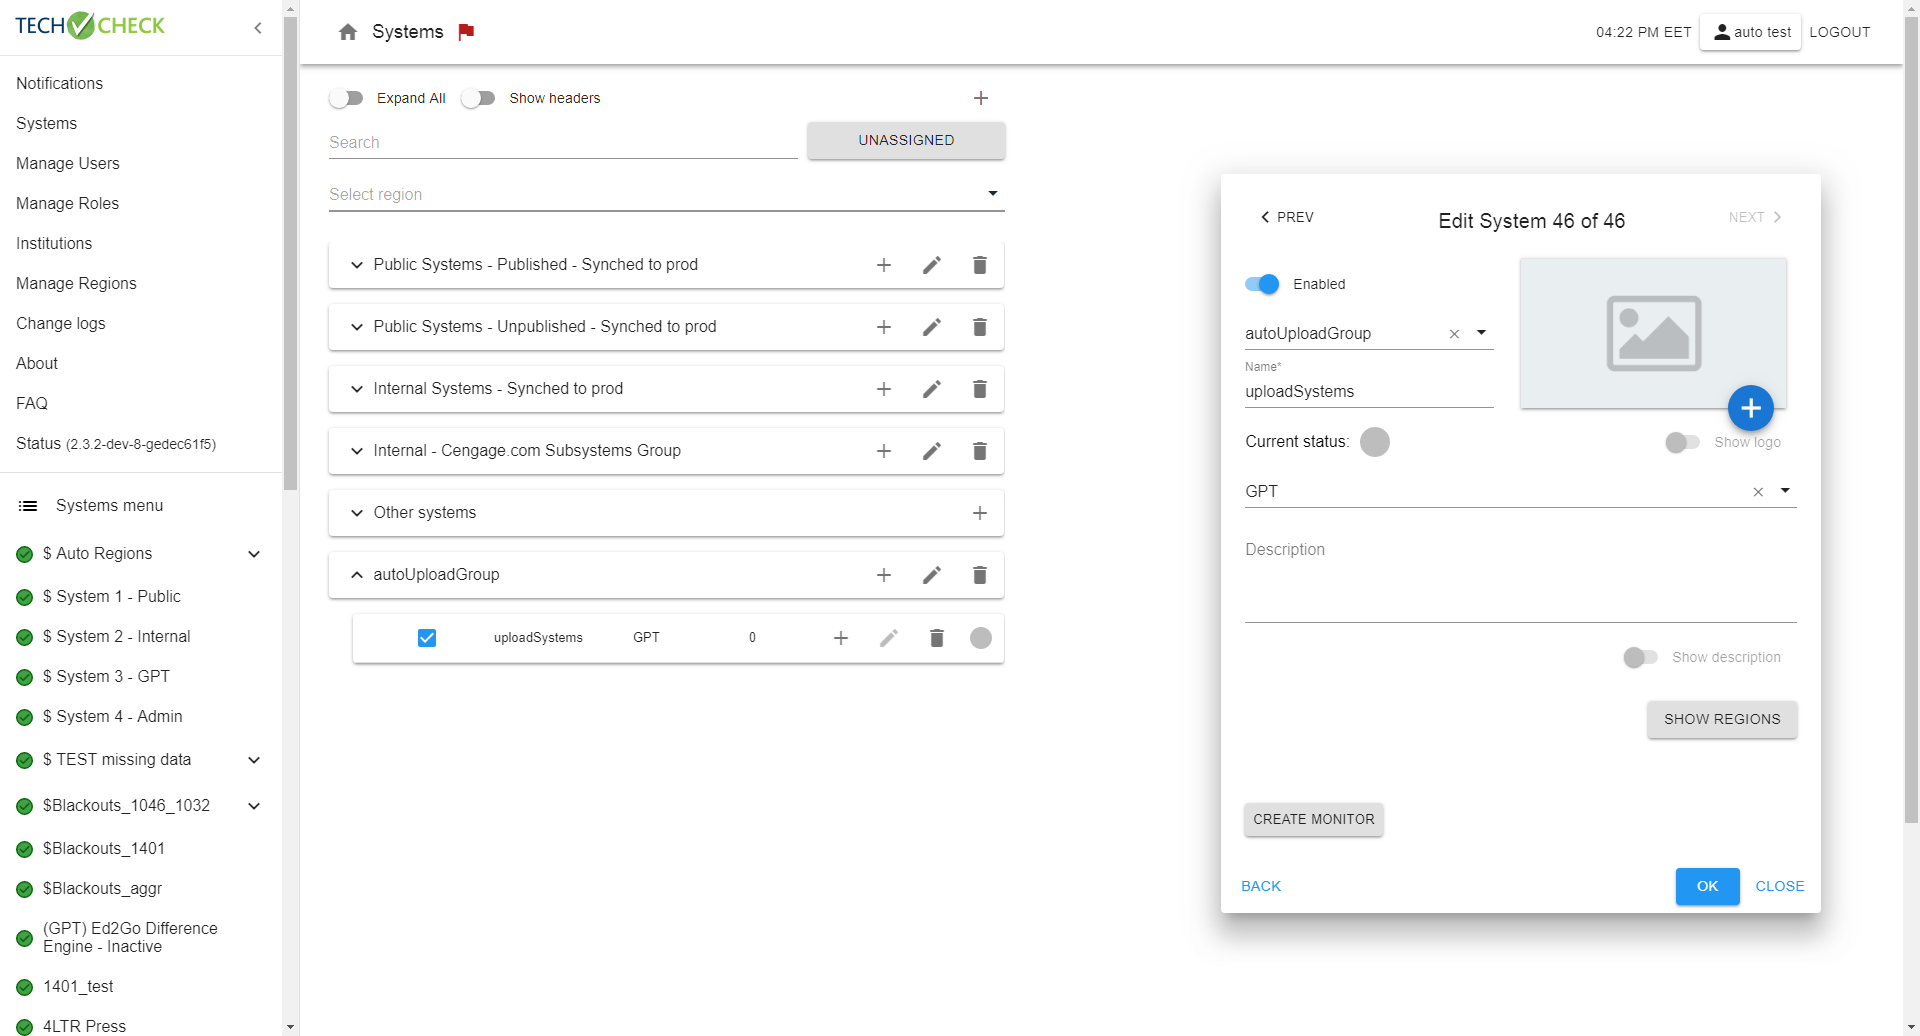 TECH CHECK
Notifications
Systems
Manage Users
Manage Roles
Institutions
Manage Regions
Change logs
About
FAQ
Status (2.3.2-dev-8-gedec61f5)
Systems menu
$ Auto Regions
$ System 1 - Public
$ System 2 - Internal
$ System 3 - GPT
$ System 4 - Admin
$ TEST missing data
$Blackouts_1046_1032
$Blackouts_1401
$Blackouts_aggr
(GPT) Ed2Go Difference
Engine - Inactive
1401_test
4LTR Press
Systems
04:22 PM EET
auto test
LOGOUT
Expand All
Show headers
Search
UNASSIGNED
Select region
Public Systems - Published - Synched to prod
Public Systems - Unpublished - Synched to prod
Internal Systems - Synched to prod
Internal - Cengage.com Subsystems Group
Other systems
autoUploadGroup
uploadSystems GPT 0
PREV
Edit System 46 of 46
NEXT
Enabled
autoUploadGroup
Name*
uploadSystems
Current status:
Show logo
GPT
Description
Show description
SHOW REGIONS
CREATE MONITOR
BACK
OK
CLOSE